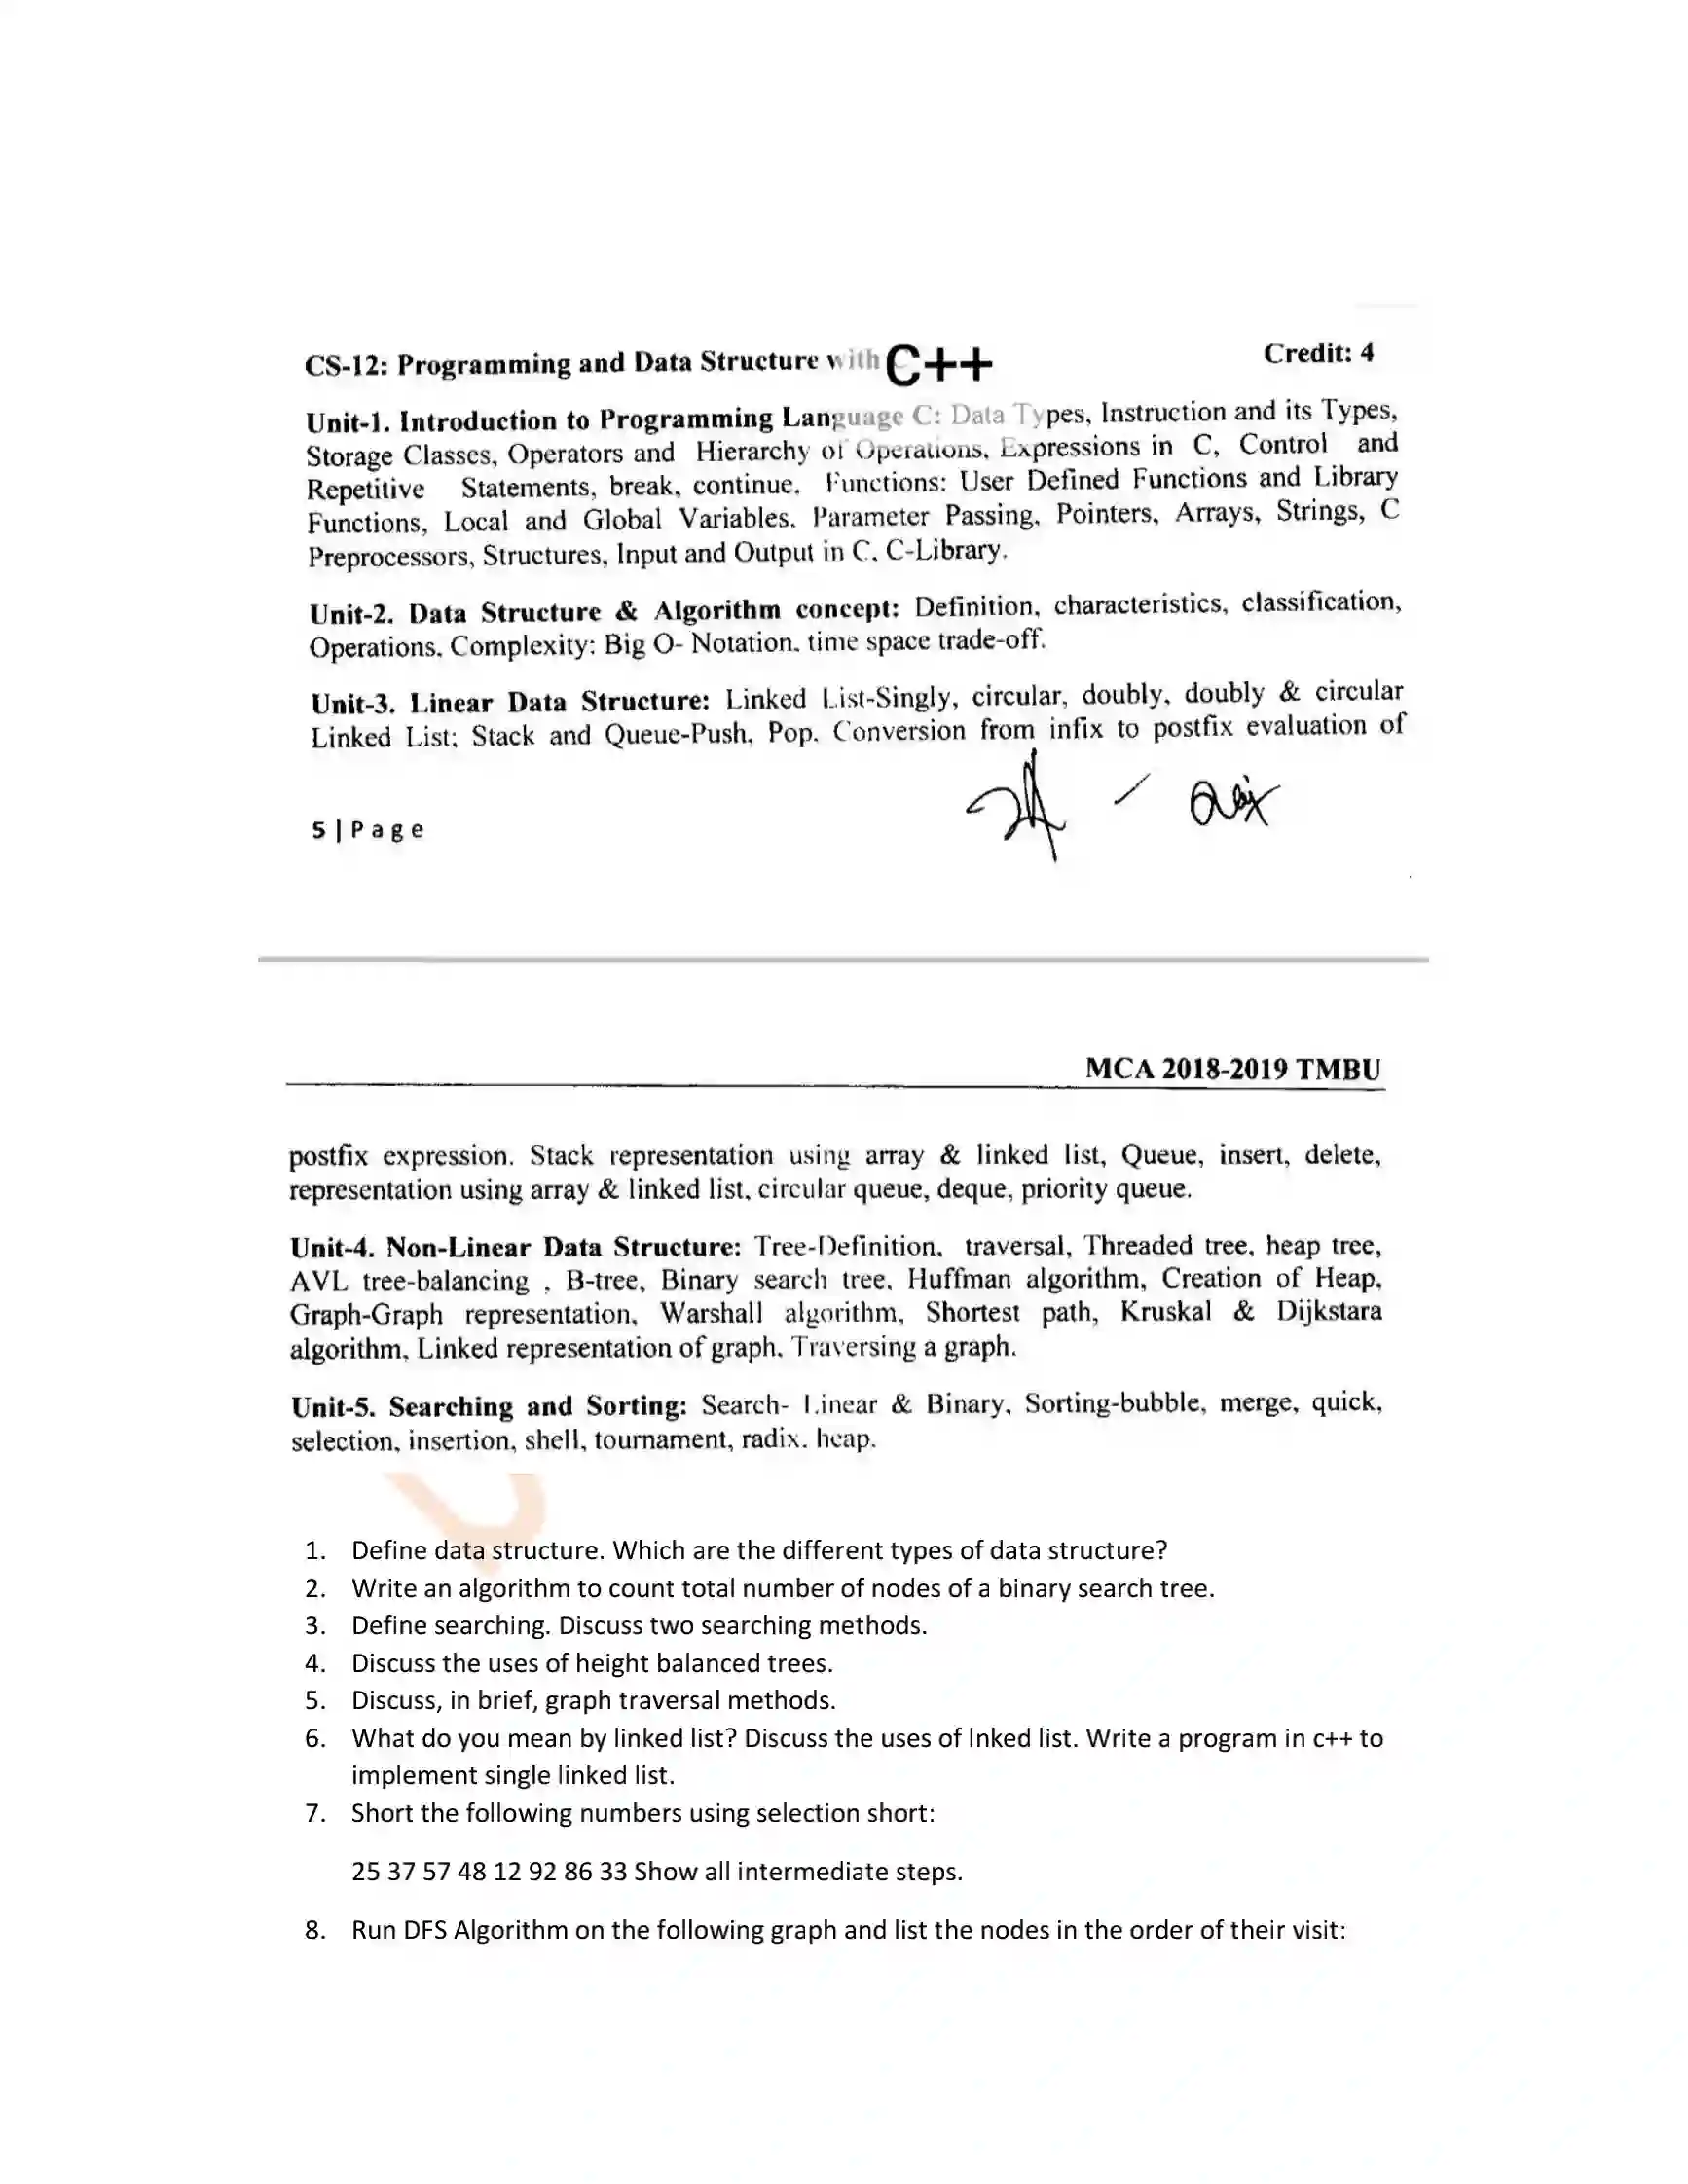 CS-12: Programming and Data Structure with C++ Credit: 4
Unit-1. Introduction to Programming Language C: Data Types, Instruction and its Types,
Storage Classes, Operators and Hierarchy of Operations, Expressions in C, Control and
Repetitive Statements, break, continue. Functions: User Defined Functions and Library
Functions, Local and Global Variables. Parameter Passing, Pointers, Arrays, Strings, C
Preprocessors, Structures, Input and Output in C. C-Library.
Unit-2. Data Structure & Algorithm concept: Definition, characteristics, classification,
Operations. Complexity: Big O- Notation. time space trade-off.
Unit-3. Linear Data Structure: Linked List-Singly, circular, doubly, doubly & circular
Linked List; Stack and Queue-Push, Pop. Conversion from infix to postfix evaluation of
5 | P a g e
MCA 2018-2019 TMBU
postfix expression. Stack representation using array & linked list, Queue, insert, delete,
representation using array & linked list, circular queue, deque, priority queue.
Unit-4. Non-Linear Data Structure: Tree-Definition, traversal, Threaded tree, heap tree,
AVL tree-balancing , B-tree, Binary search tree. Huffman algorithm, Creation of Heap,
Graph-Graph representation, Warshall algorithm, Shortest path, Kruskal & Dijkstara
algorithm, Linked representation of graph. Traversing a graph.
Unit-5. Searching and Sorting: Search- Linear & Binary, Sorting-bubble, merge, quick,
selection, insertion, shell, tournament, radix. heap.
1. Define data structure. Which are the different types of data structure?
2. Write an algorithm to count total number of nodes of a binary search tree.
3. Define searching. Discuss two searching methods.
4. Discuss the uses of height balanced trees.
5. Discuss, in brief, graph traversal methods.
6. What do you mean by linked list? Discuss the uses of lnked list. Write a program in c++ to
implement single linked list.
7. Short the following numbers using selection short:
25 37 57 48 12 92 86 33 Show all intermediate steps.
8. Run DFS Algorithm on the following graph and list the nodes in the order of their visit: